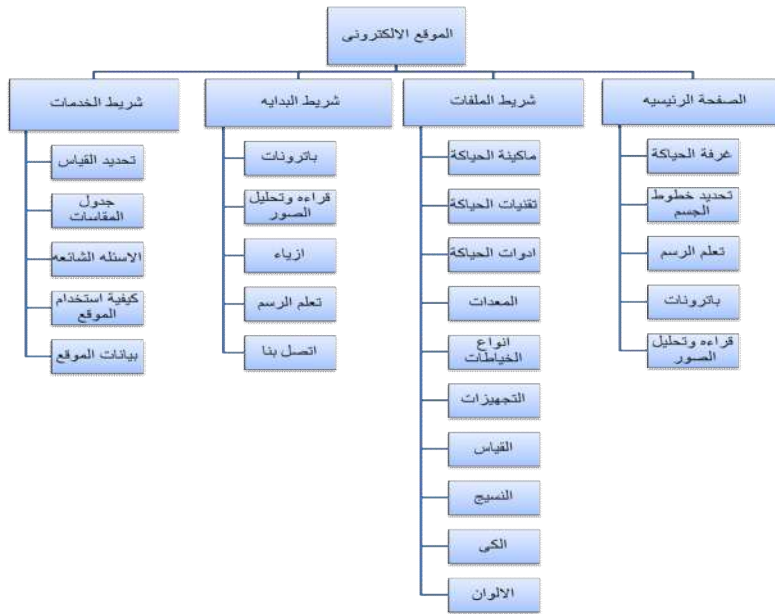 الموقع الالكترونى
الصفحة الرئيسيه
غرفة الحياكة
تحديد خطوط
الجسم
تعلم الرسم
باترونات
قراءه وتحليل
الصور
شريط الملفات
ماكينة الحياكة
تقنيات الحياكة
ادوات الحياكة
المعدات
انواع
الخياطات
التجهيزات
القياس
النسيج
الكى
الالوان
شريط البدايه
باترونات
قراءه وتحليل
الصور
ازياء
تعلم الرسم
اتصل بنا
شريط الخدمات
تحديد القياس
جدول
المقاسات
الاسئله الشائعه
كيفية استخدام
الموقع
بيانات الموقع